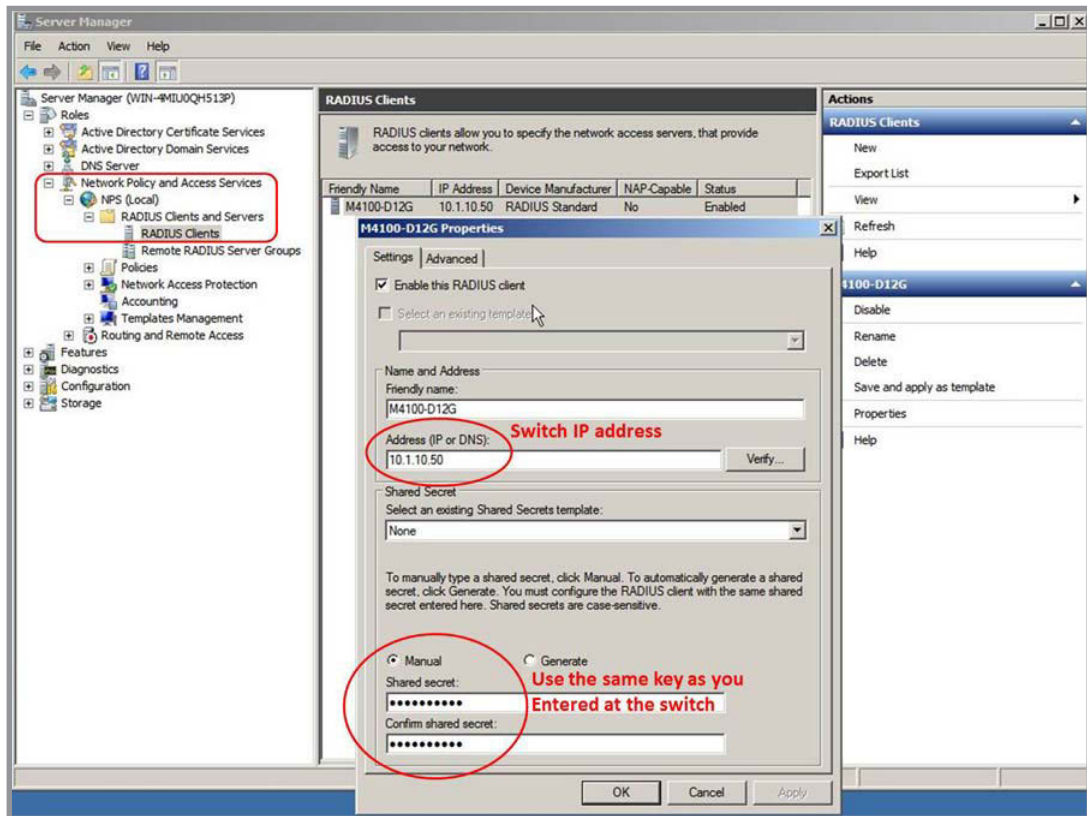 Server Manager
File Action View Help
Server Manager (WIN-4MIU0QH513P)
Roles
Active Directory Certificate Services
Active Directory Domain Services
DNS Server
Network Policy and Access Services
NPS (Local)
RADIUS Clients and Servers
RADIUS Clients
Remote RADIUS Server Groups
Policies
Network Access Protection
Accounting
Templates Management
Routing and Remote Access
Features
Diagnostics
Configuration
Storage
RADIUS Clients
RADIUS clients allow you to specify the network access servers, that provide
access to your network.
Friendly Name IP Address Device Manufacturer NAP-Capable Status
M4100-D12G 10.1.10.50 RADIUS Standard No Enabled
M4100-D12G Properties
Settings Advanced
Enable this RADIUS client
Select an existing template
Name and Address
Friendly name:
M4100-D12G
Address (IP or DNS):
Switch IP address
10.1.10.50
Verify...
Shared Secret
Select an existing Shared Secrets template:
None
To manually type a shared secret, click Manual. To automatically generate a shared
secret, click Generate. You must configure the RADIUS client with the same shared
secret entered here. Shared secrets are case-sensitive.
Manual Generate
Shared secret:
Use the same key as you
Entered at the switch
Confirm shared secret:
OK Cancel Apply
Actions
RADIUS Clients
New
Export List
View
Refresh
Help
4100-D12G
Disable
Rename
Delete
Save and apply as template
Properties
Help